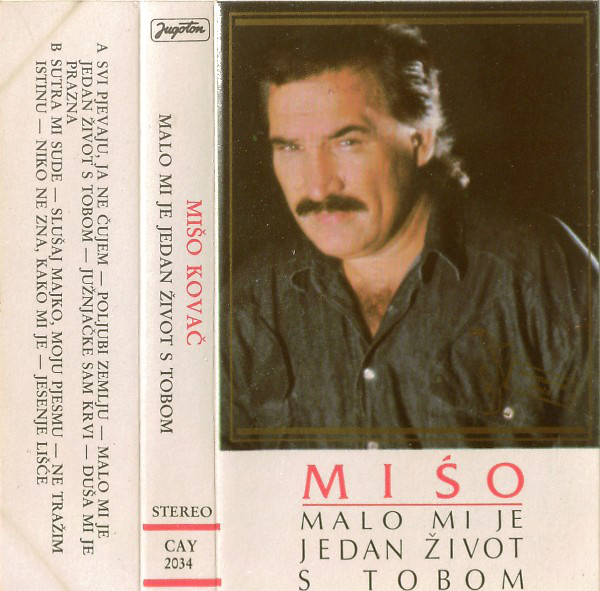 A SVI PJEVAJU, JA NE ČUJEM — POLJUBI ZEMLJU — MALO MI JE
JEDAN ŽIVOT S TOBOM — JUŽNJAČKE SAM KRVI — DUŠA MI JE
PRAZNA
B SUTRA MI SUDE — SLUŠAJ MAJKO, MOJU PJESMU — NE TRAŽIM
ISTINU — NIKO NE ZNA, KAKO MI JE — JESENJE LIŠĆE
Jugoton
MIŠO KOVAČ
MALO MI JE JEDAN ŽIVOT S TOBOM
STEREO
CAY
2034
MIŚO
MALO MI JE
JEDAN ŽIVOT
S TOBOM